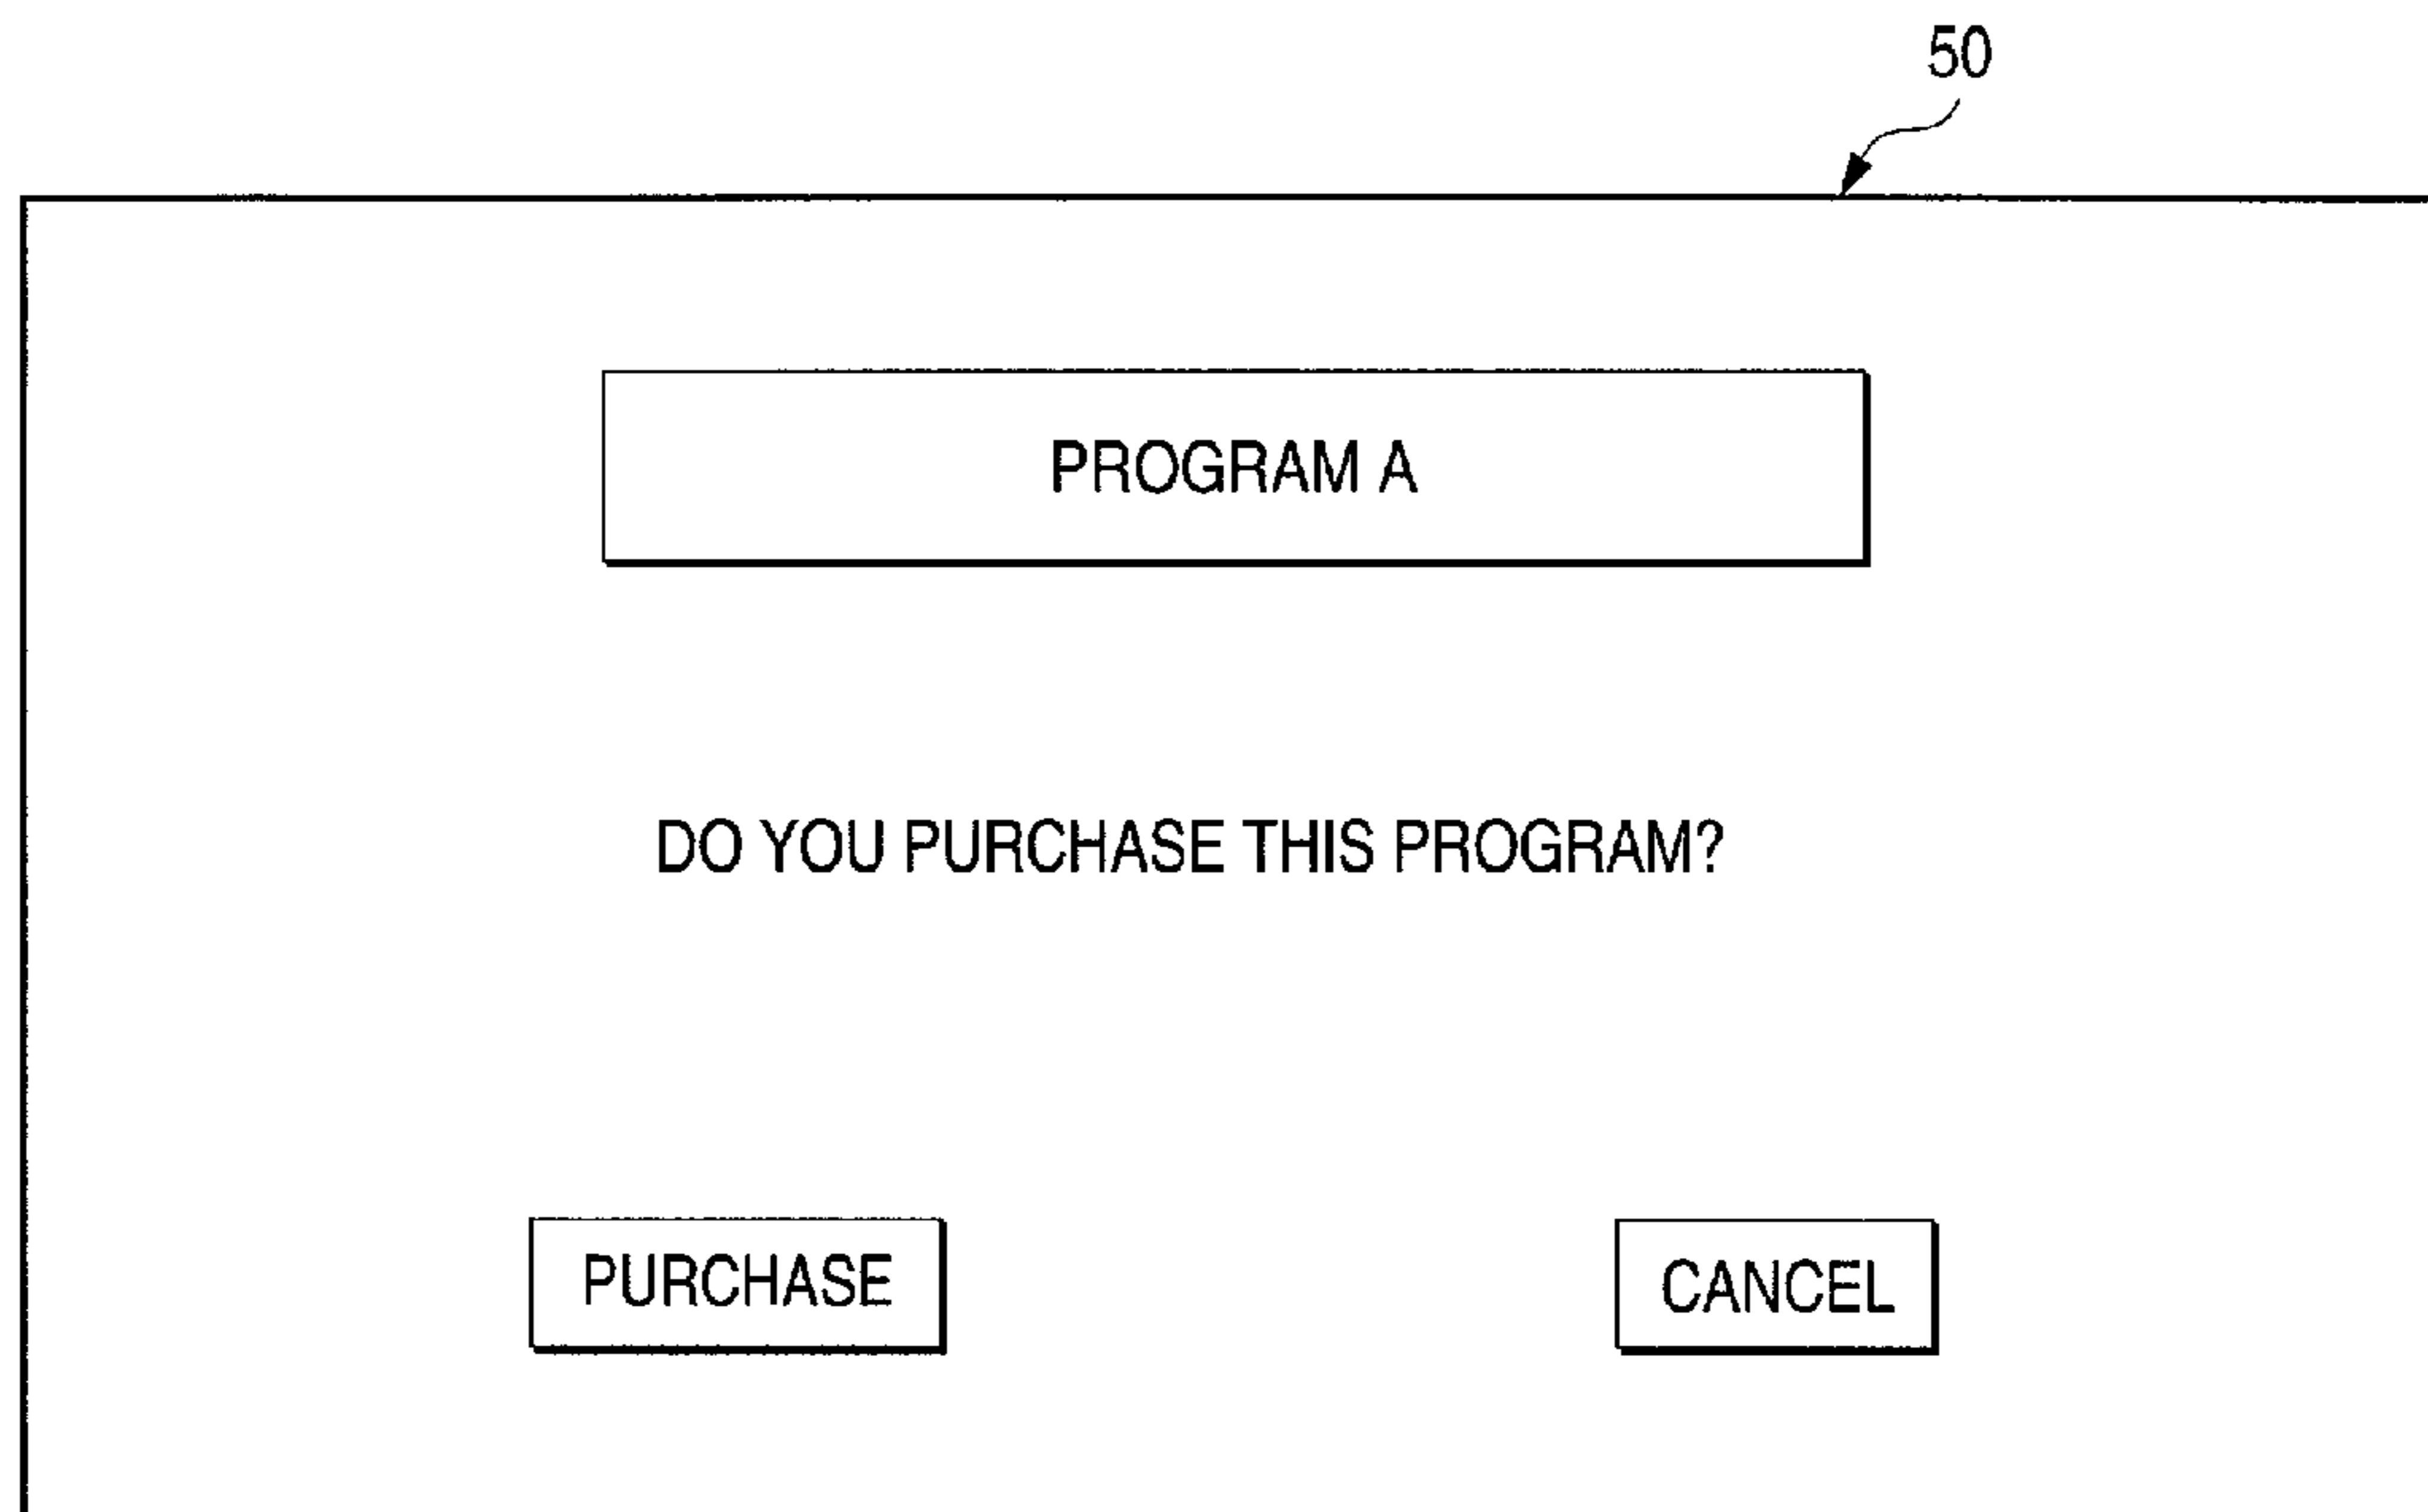 50
PROGRAM A
DO YOU PURCHASE THIS PROGRAM?
PURCHASE
CANCEL